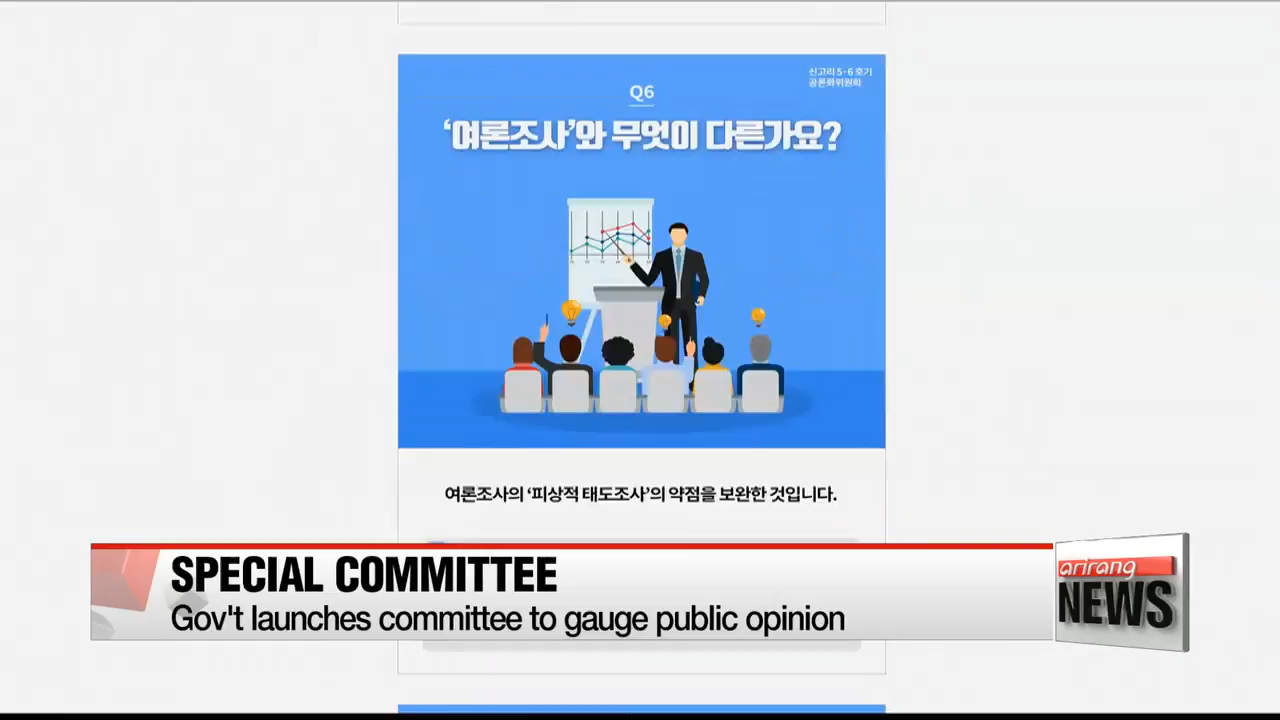 신고리 5-6 호기
공론화위원회
Q6
‘여론조사’와 무엇이 다른가요?
여론조사의 ‘피상적 태도조사’의 약점을 보완한 것입니다.
SPECIAL COMMITTEE
Gov't launches committee to gauge public opinion
arirang
NEWS